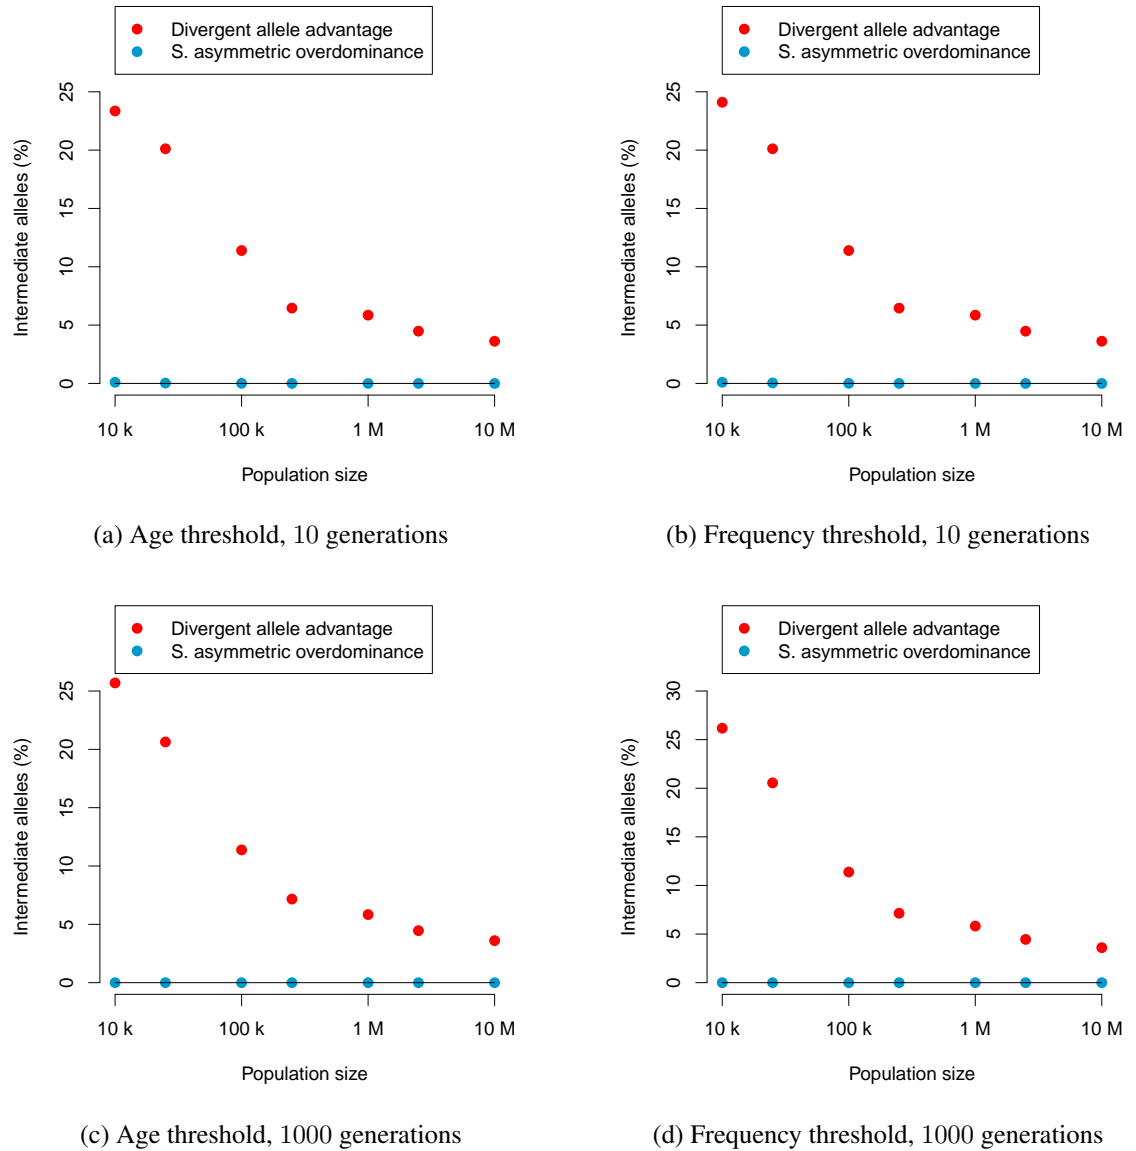 Divergent allele advantage
S. asymmetric overdominance
Intermediate alleles (%)
25
20
15
10
5
0
10 k
100 k
1 M
10 M
Population size
(a) Age threshold, 10 generations
Divergent allele advantage
S. asymmetric overdominance
Intermediate alleles (%)
25
20
15
10
5
0
10 k
100 k
1 M
10 M
Population size
(b) Frequency threshold, 10 generations
Divergent allele advantage
S. asymmetric overdominance
Intermediate alleles (%)
25
20
15
10
5
0
10 k
100 k
1 M
10 M
Population size
(c) Age threshold, 1000 generations
Divergent allele advantage
S. asymmetric overdominance
Intermediate alleles (%)
30
25
20
15
10
5
0
10 k
100 k
1 M
10 M
Population size
(d) Frequency threshold, 1000 generations